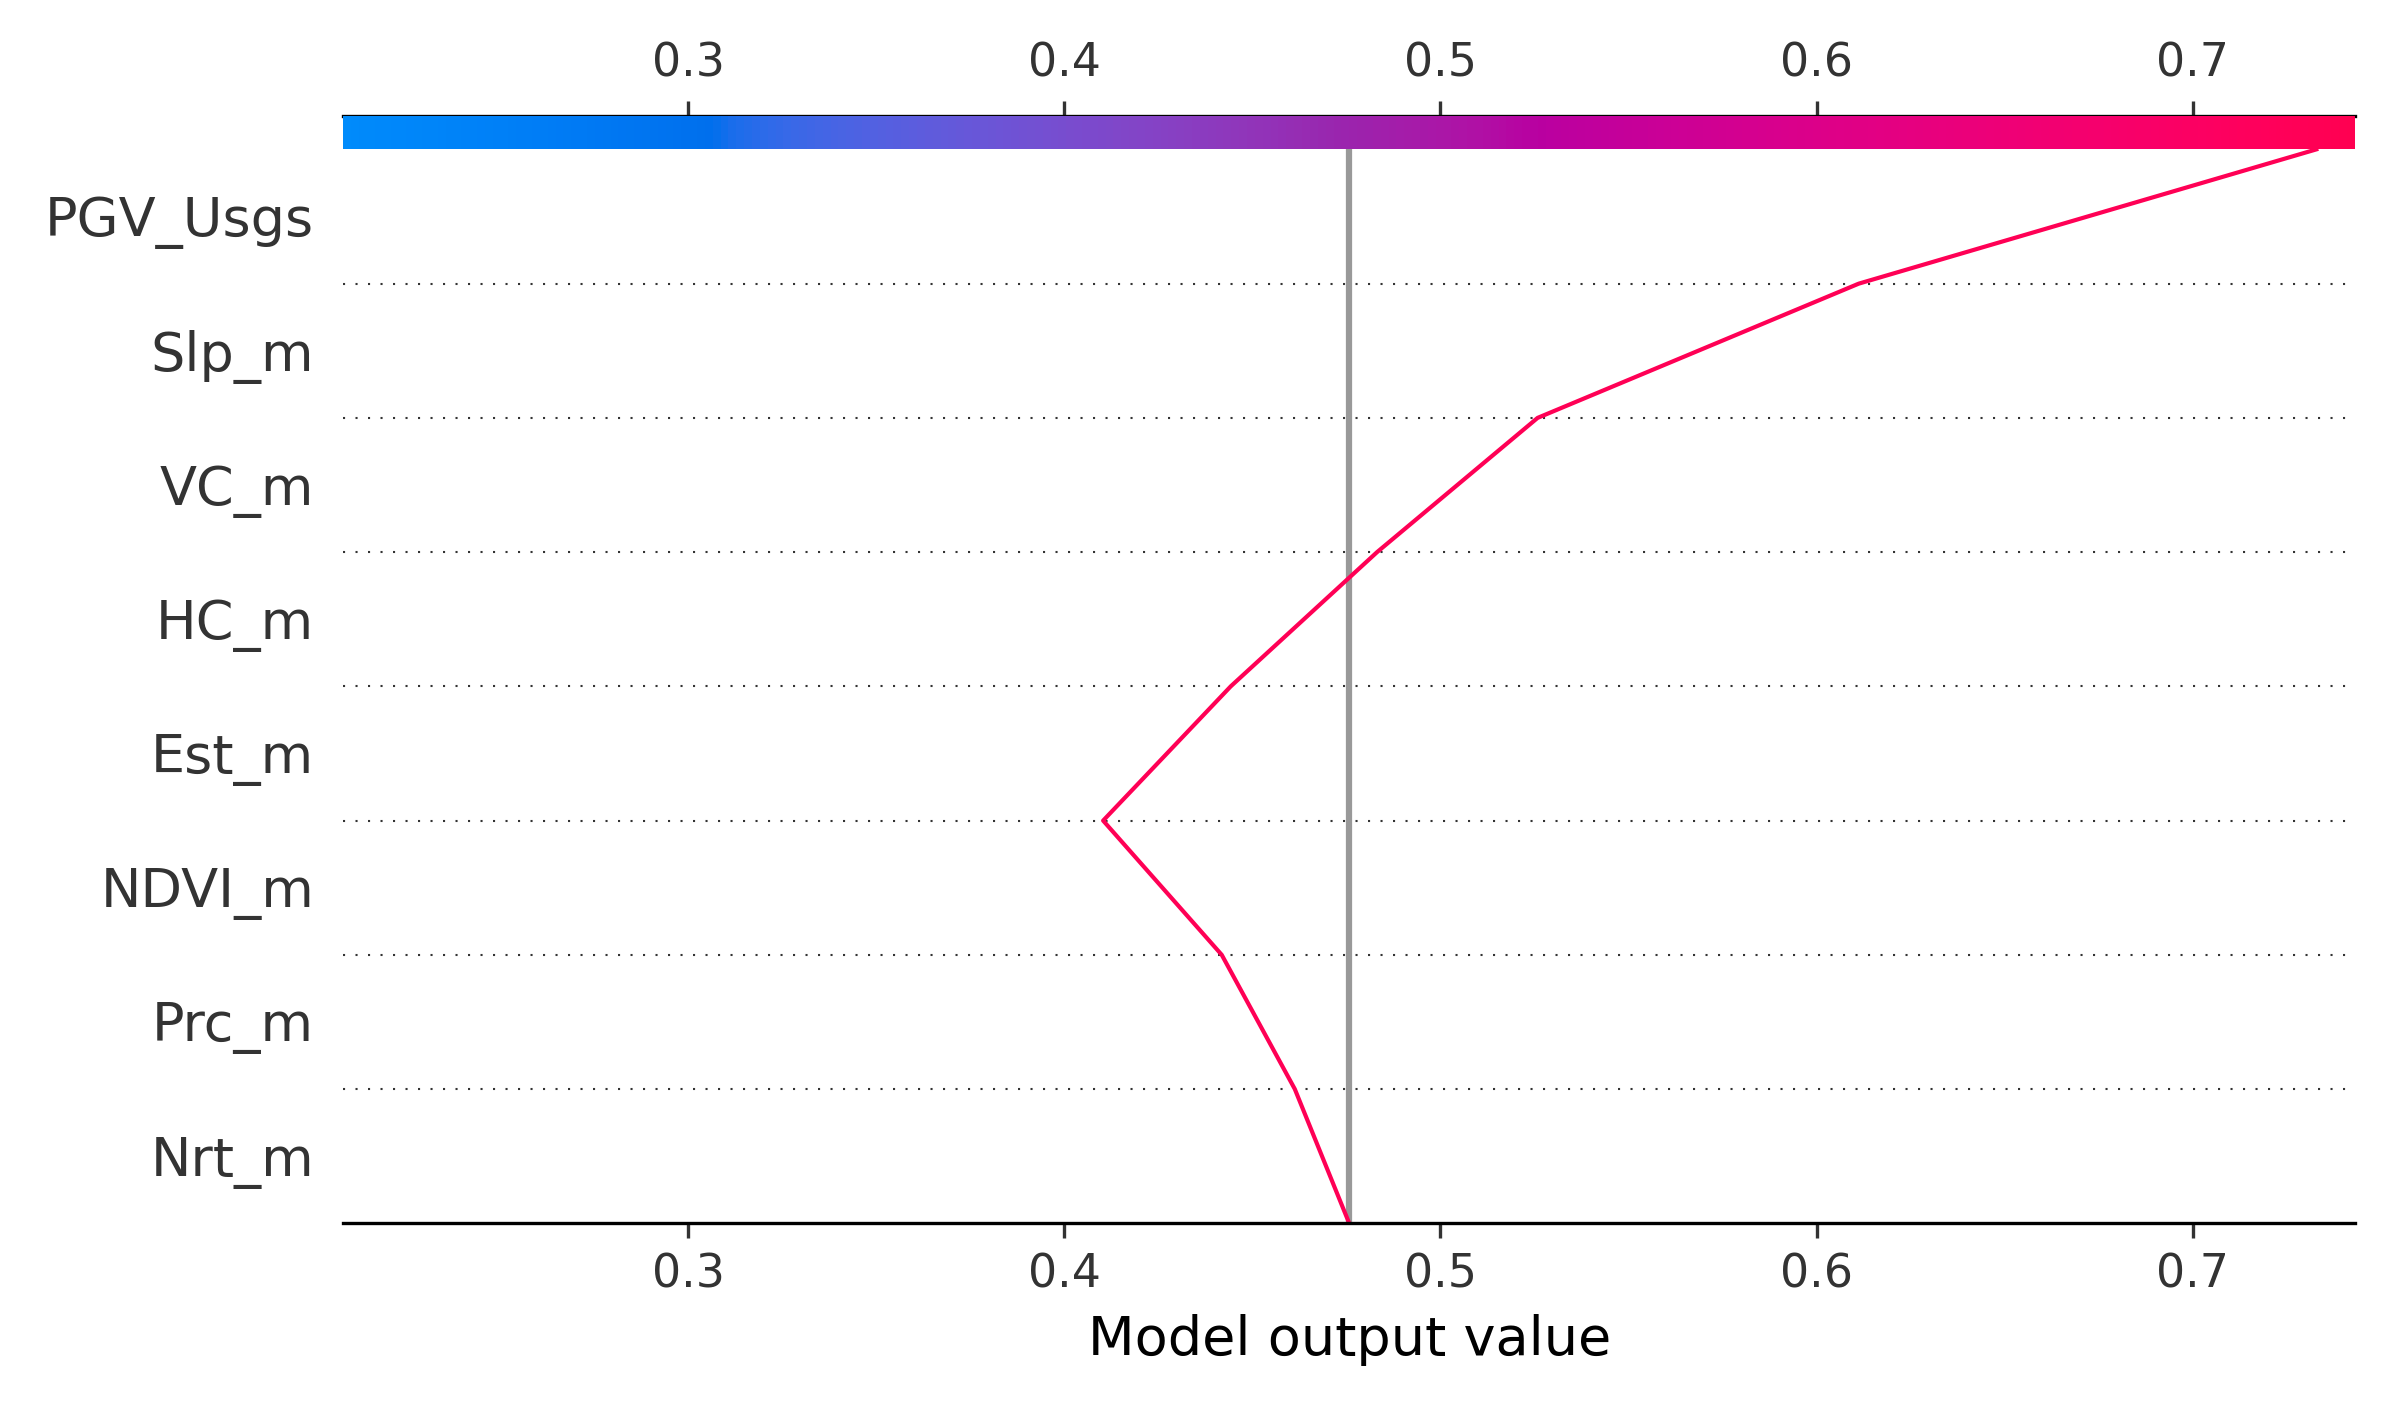 0.3 0.4 0.5 0.6 0.7
PGV_Usgs
Slp_m
VC_m
HC_m
Est_m
NDVI_m
Prc_m
Nrt_m
0.3 0.4 0.5 0.6 0.7
Model output value